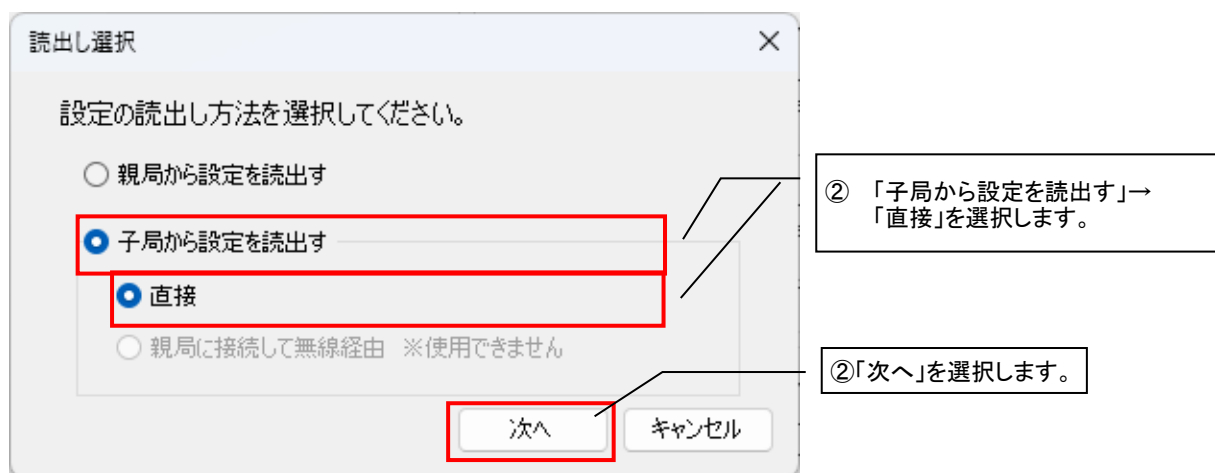 読出し選択
設定の読出し方法を選択してください。
親局から設定を読出す
② 「子局から設定を読出す」→
「直接」を選択します。
子局から設定を読出す
直接
親局に接続して無線経由 ※使用できません
②「次へ」を選択します。
次へ
キャンセル